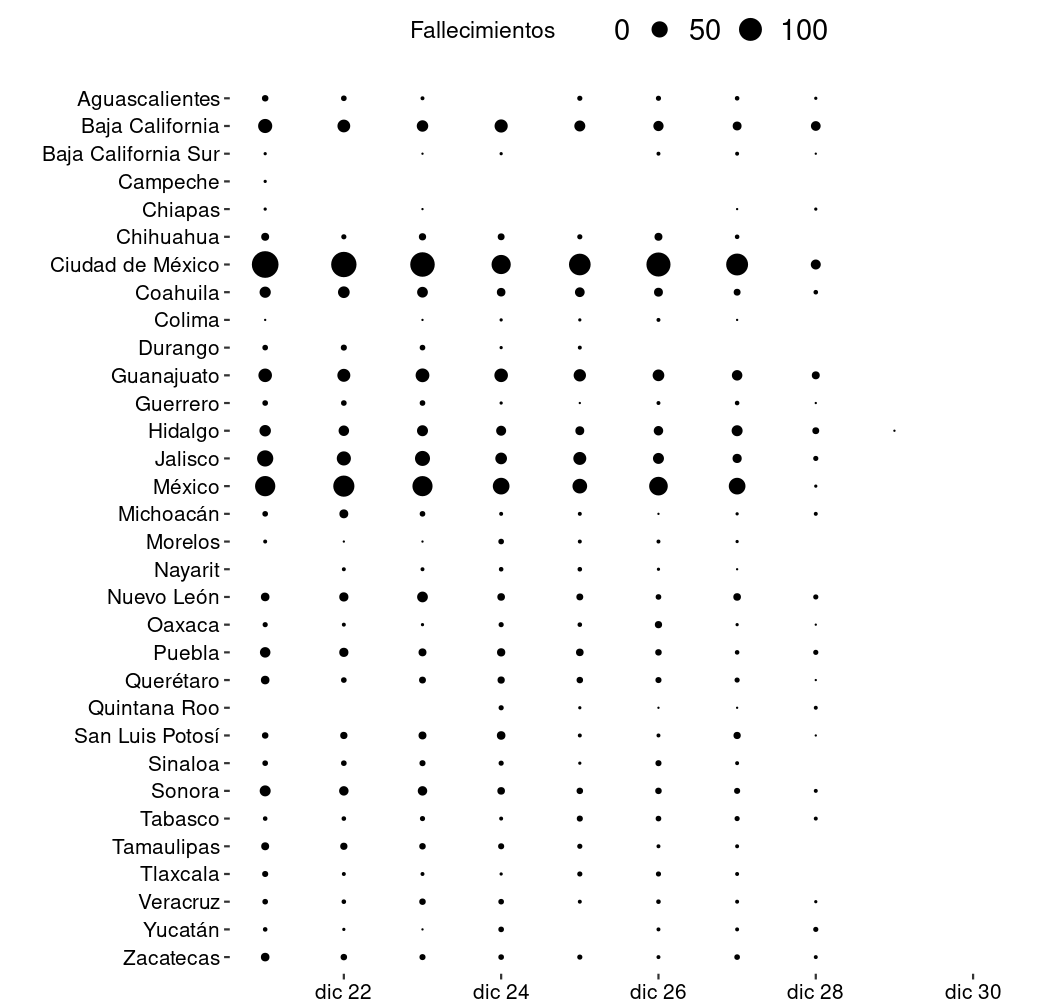 Fallecimientos 0 50 100
Aguascalientes
Baja California
Baja California Sur
Campeche
Chiapas
Chihuahua
Ciudad de México
Coahuila
Colima
Durango
Guanajuato
Guerrero
Hidalgo
Jalisco
México
Michoacán
Morelos
Nayarit
Nuevo León
Oaxaca
Puebla
Querétaro
Quintana Roo
San Luis Potosí
Sinaloa
Sonora
Tabasco
Tamaulipas
Tlaxcala
Veracruz
Yucatán
Zacatecas
dic 22 dic 24 dic 26 dic 28 dic 30